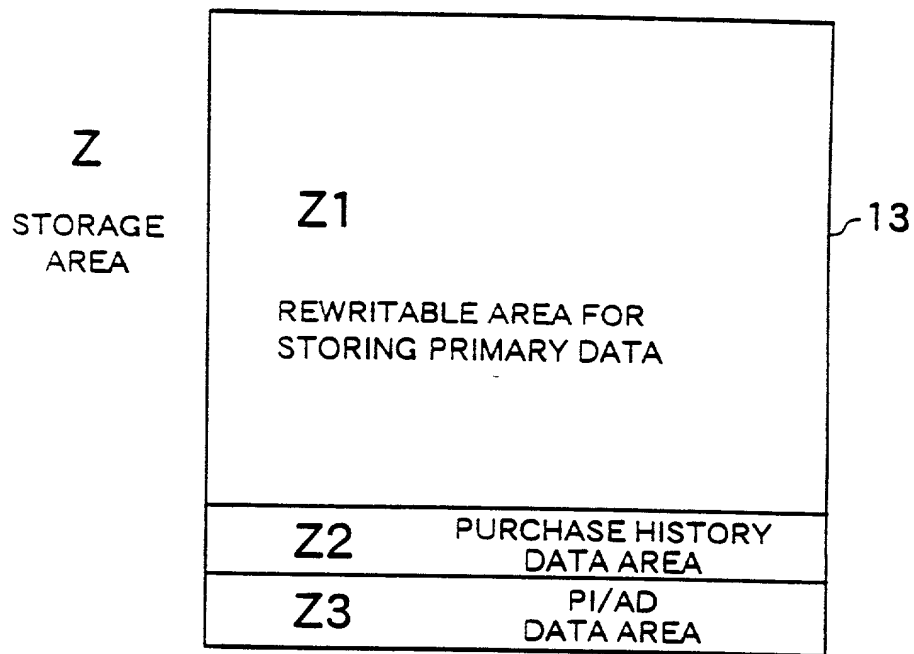 Z
STORAGE
AREA
Z1
13
REWRITABLE AREA FOR
STORING PRIMARY DATA
Z2
PURCHASE HISTORY
DATA AREA
Z3
PI/AD
DATA AREA